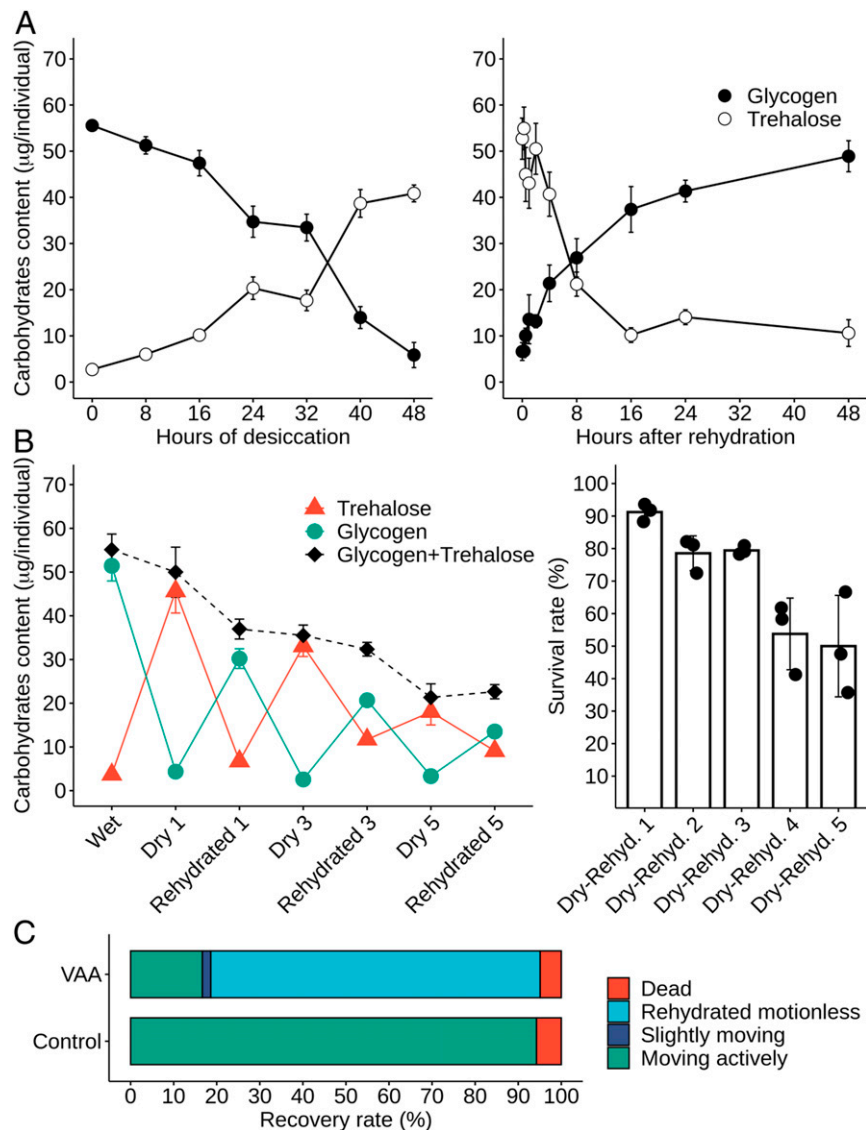 A
Carbohydrates content (µg/individual)
70
60
50
40
30
20
10
0
0 8 16 24 32 40 48
Hours of desiccation
70
60
50
40
30
20
10
0
Glycogen
Trehalose
0 8 16 24 32 40 48
Hours after rehydration
B
Carbohydrates content (µg/individual)
70
60
50
40
30
20
10
0
Trehalose
Glycogen
Glycogen+Trehalose
Wet
Dry 1
Rehydrated 1
Dry 3
Rehydrated 3
Dry 5
Rehydrated 5
Survival rate (%)
100
90
80
70
60
50
40
30
20
10
Dry-Rehyd. 1
Dry-Rehyd. 2
Dry-Rehyd. 3
Dry-Rehyd. 4
Dry-Rehyd. 5
C
VAA
Control
0 10 20 30 40 50 60 70 80 90 100
Recovery rate (%)
Dead
Rehydrated motionless
Slightly moving
Moving actively